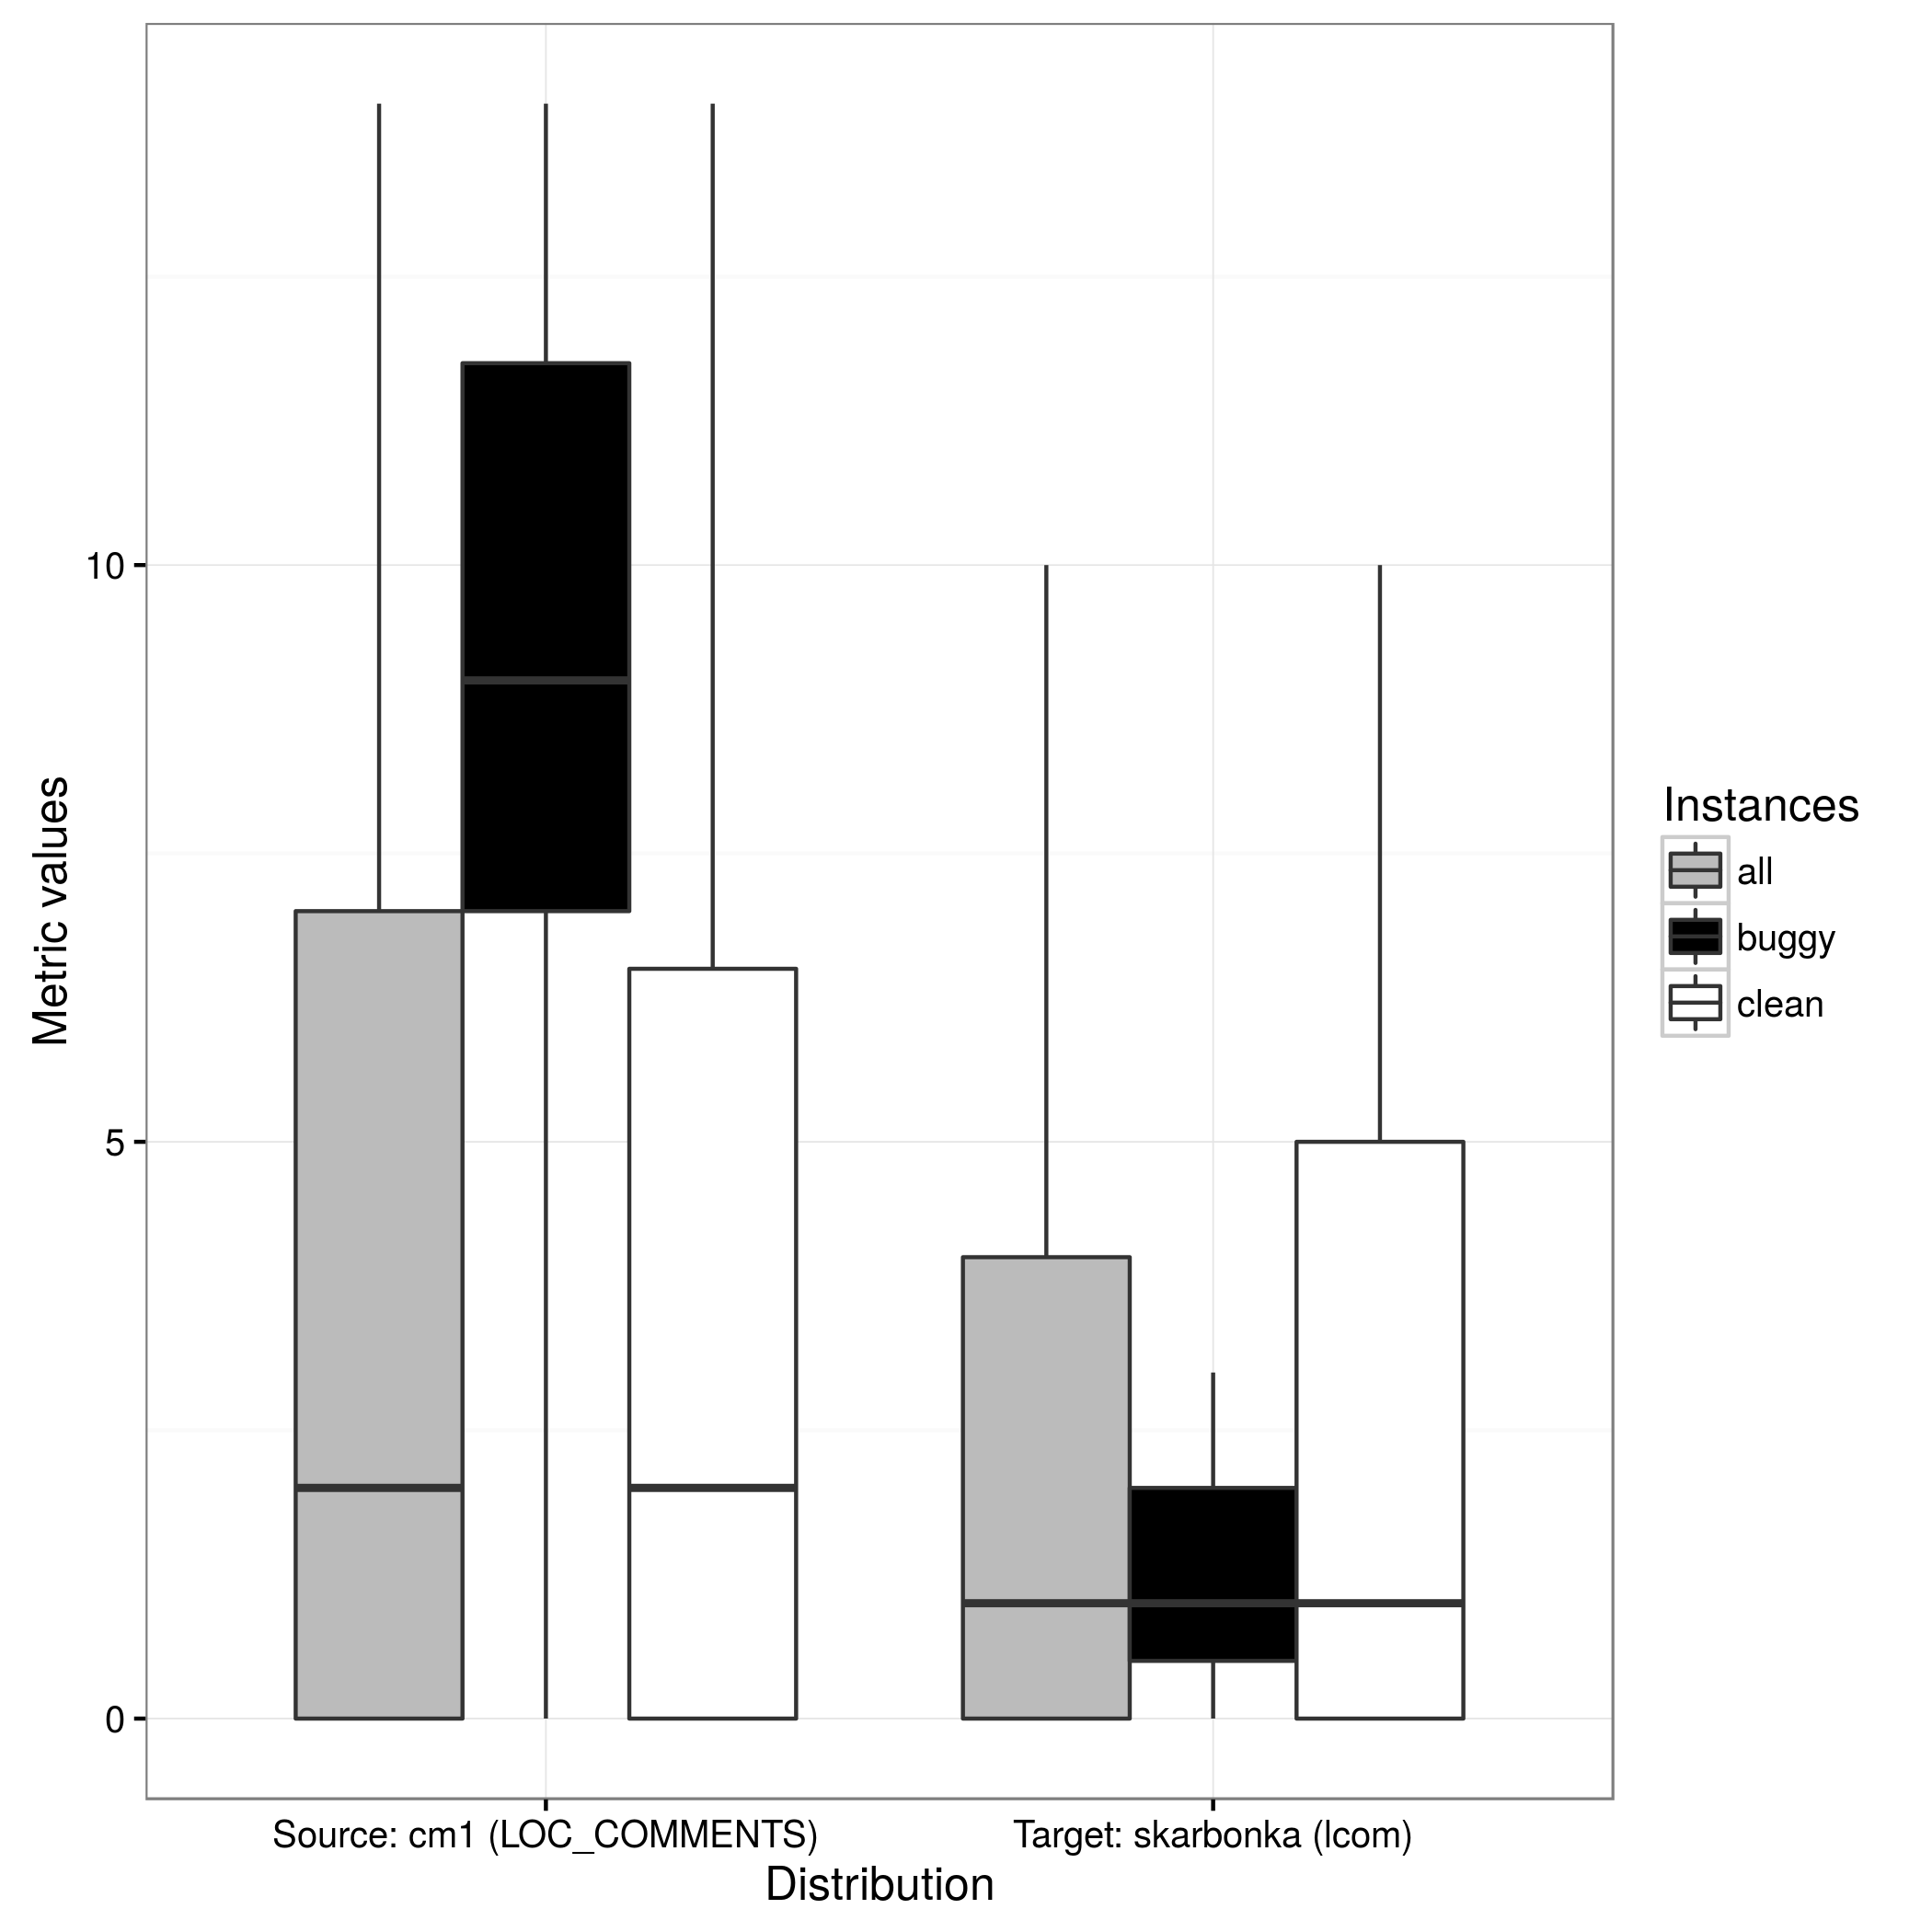 Metric values
10
5
0
Source: cm1 (LOC_COMMENTS)
Target: skarbonka (lcom)
Distribution
Instances
all
buggy
clean